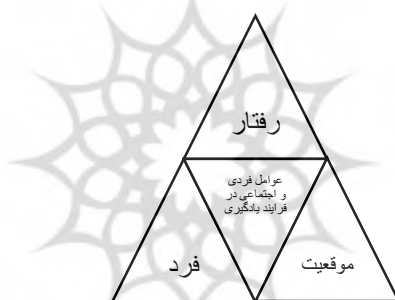 رفتار
عوامل فردی
و اجتماعی در
فرایند یادگیری
فرد
موقعیت